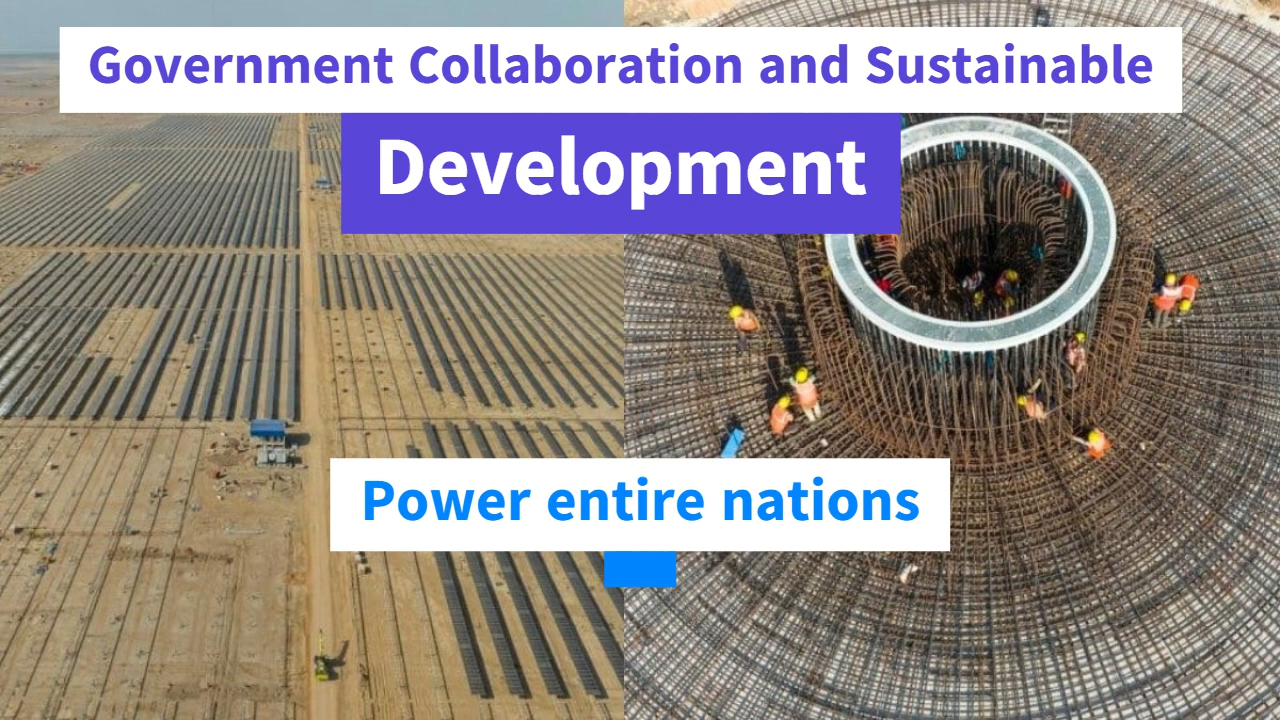 Government Collaboration and Sustainable
Development
Power entire nations